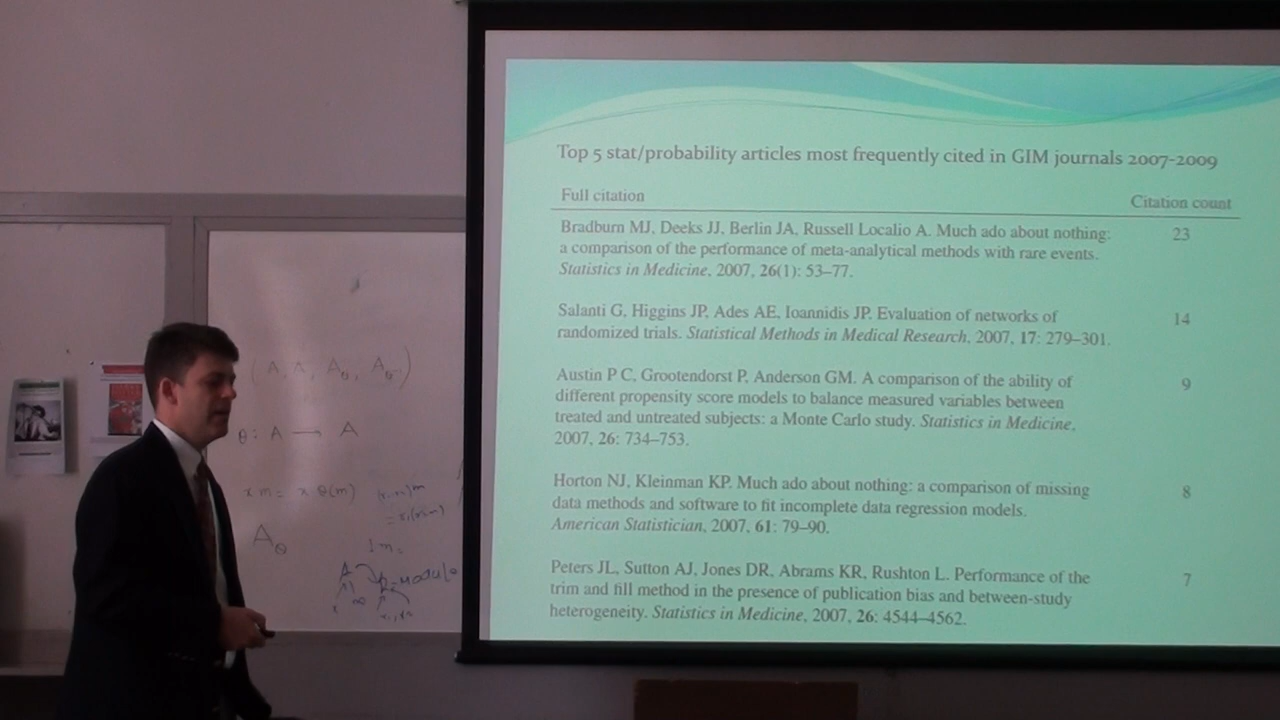 Top 5 stat/probability articles most frequently cited in GIM journals 2007-2009
Full citation
Citation count
Bradburn MJ, Deeks JJ, Berlin JA, Russell Localio A. Much ado about nothing:
23
a comparison of the performance of meta-analytical methods with rare events.
Statistics in Medicine, 2007, 26(1): 53–77.
Salanti G, Higgins JP, Ades AE, Ioannidis JP. Evaluation of networks of
14
randomized trials. Statistical Methods in Medical Research, 2007, 17: 279–301.
Austin P C, Grootendorst P, Anderson GM. A comparison of the ability of
9
different propensity score models to balance measured variables between
treated and untreated subjects: a Monte Carlo study. Statistics in Medicine,
2007, 26: 734–753.
Horton NJ, Kleinman KP. Much ado about nothing: a comparison of missing
8
data methods and software to fit incomplete data regression models.
American Statistician, 2007, 61: 79–90.
Peters JL, Sutton AJ, Jones DR, Abrams KR, Rushton L. Performance of the
7
trim and fill method in the presence of publication bias and between-study
heterogeneity. Statistics in Medicine, 2007, 26: 4544–4562.
θ: A → A
A_θ